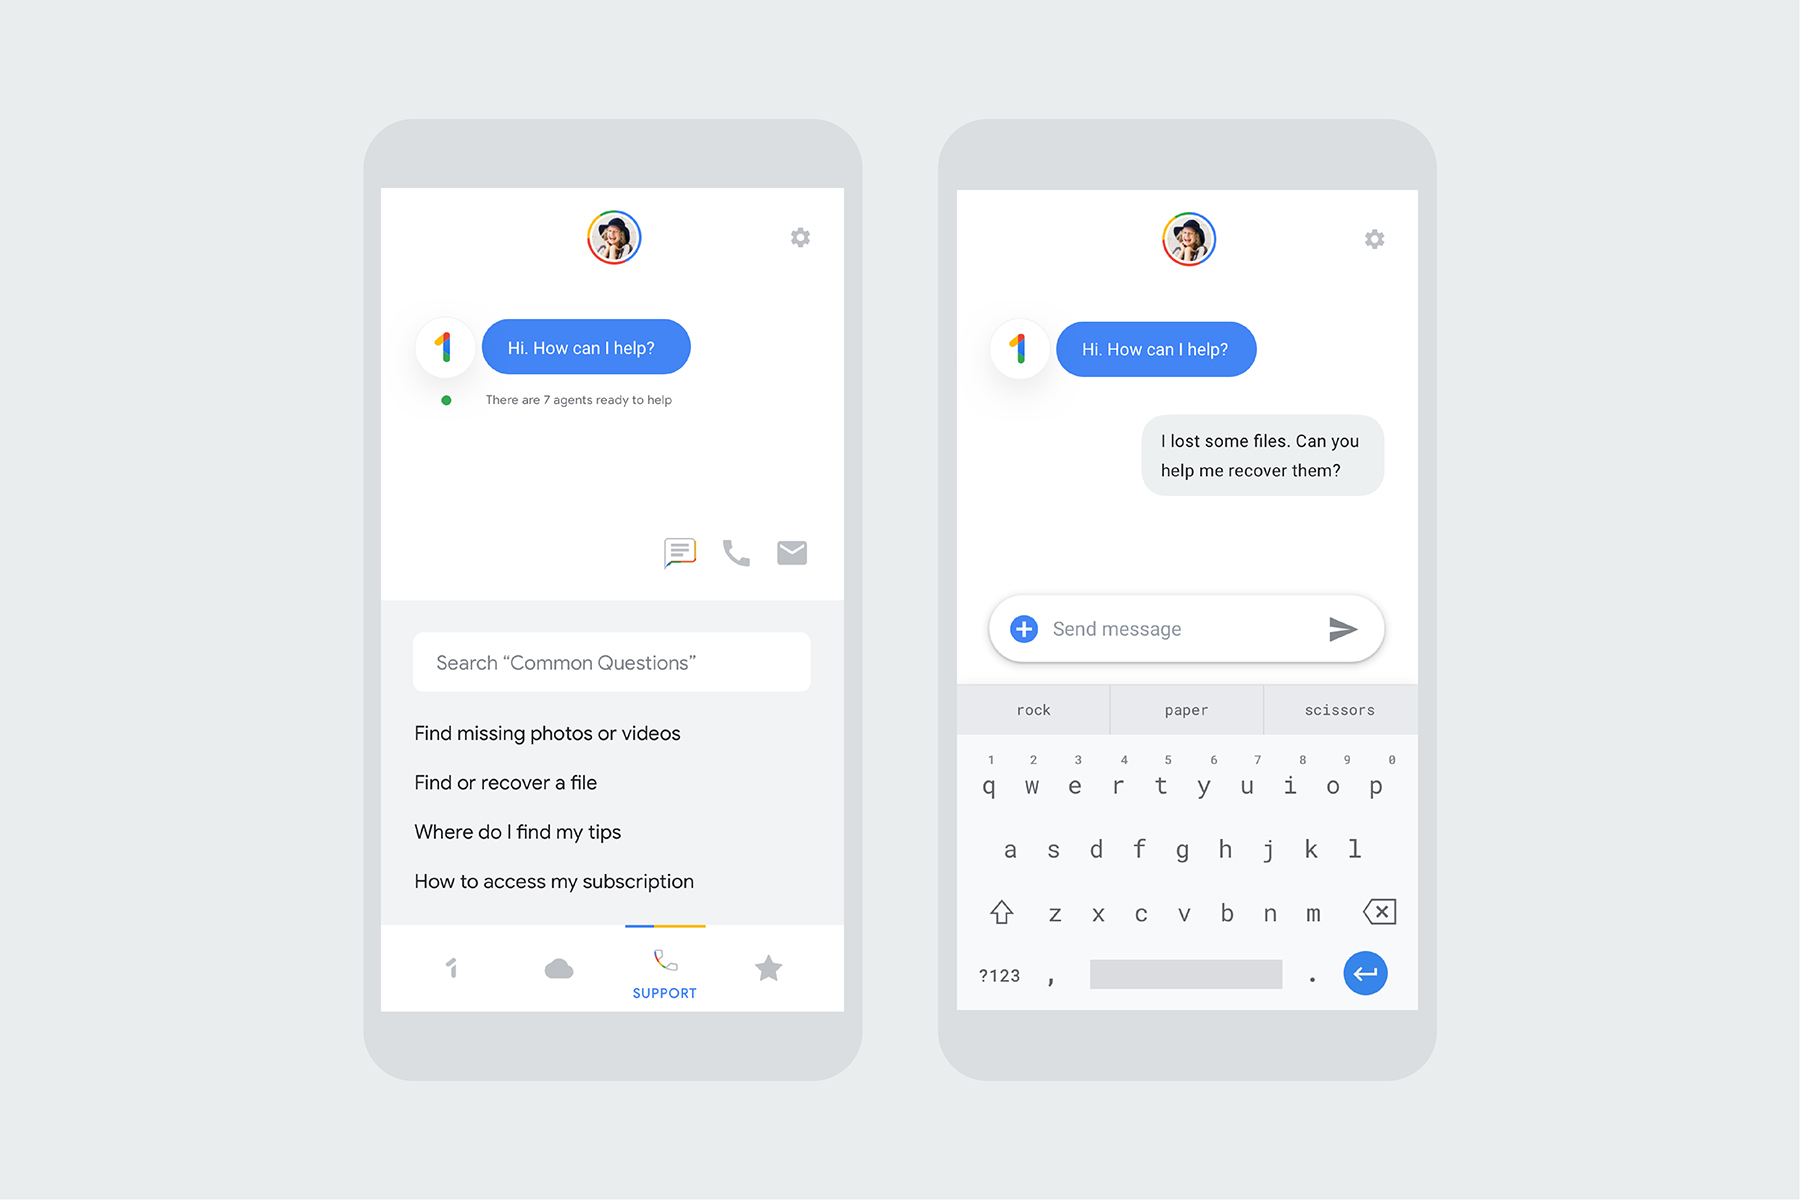 Hi. How can I help?
There are 7 agents ready to help
Search “Common Questions”
Find missing photos or videos
Find or recover a file
Where do I find my tips
How to access my subscription
1
SUPPORT
Hi. How can I help?
I lost some files. Can you
help me recover them?
Send message
rock paper scissors
1 2 3 4 5 6 7 8 9 0
q w e r t y u i o p
a s d f g h j k l
z x c v b n m
?123 , .